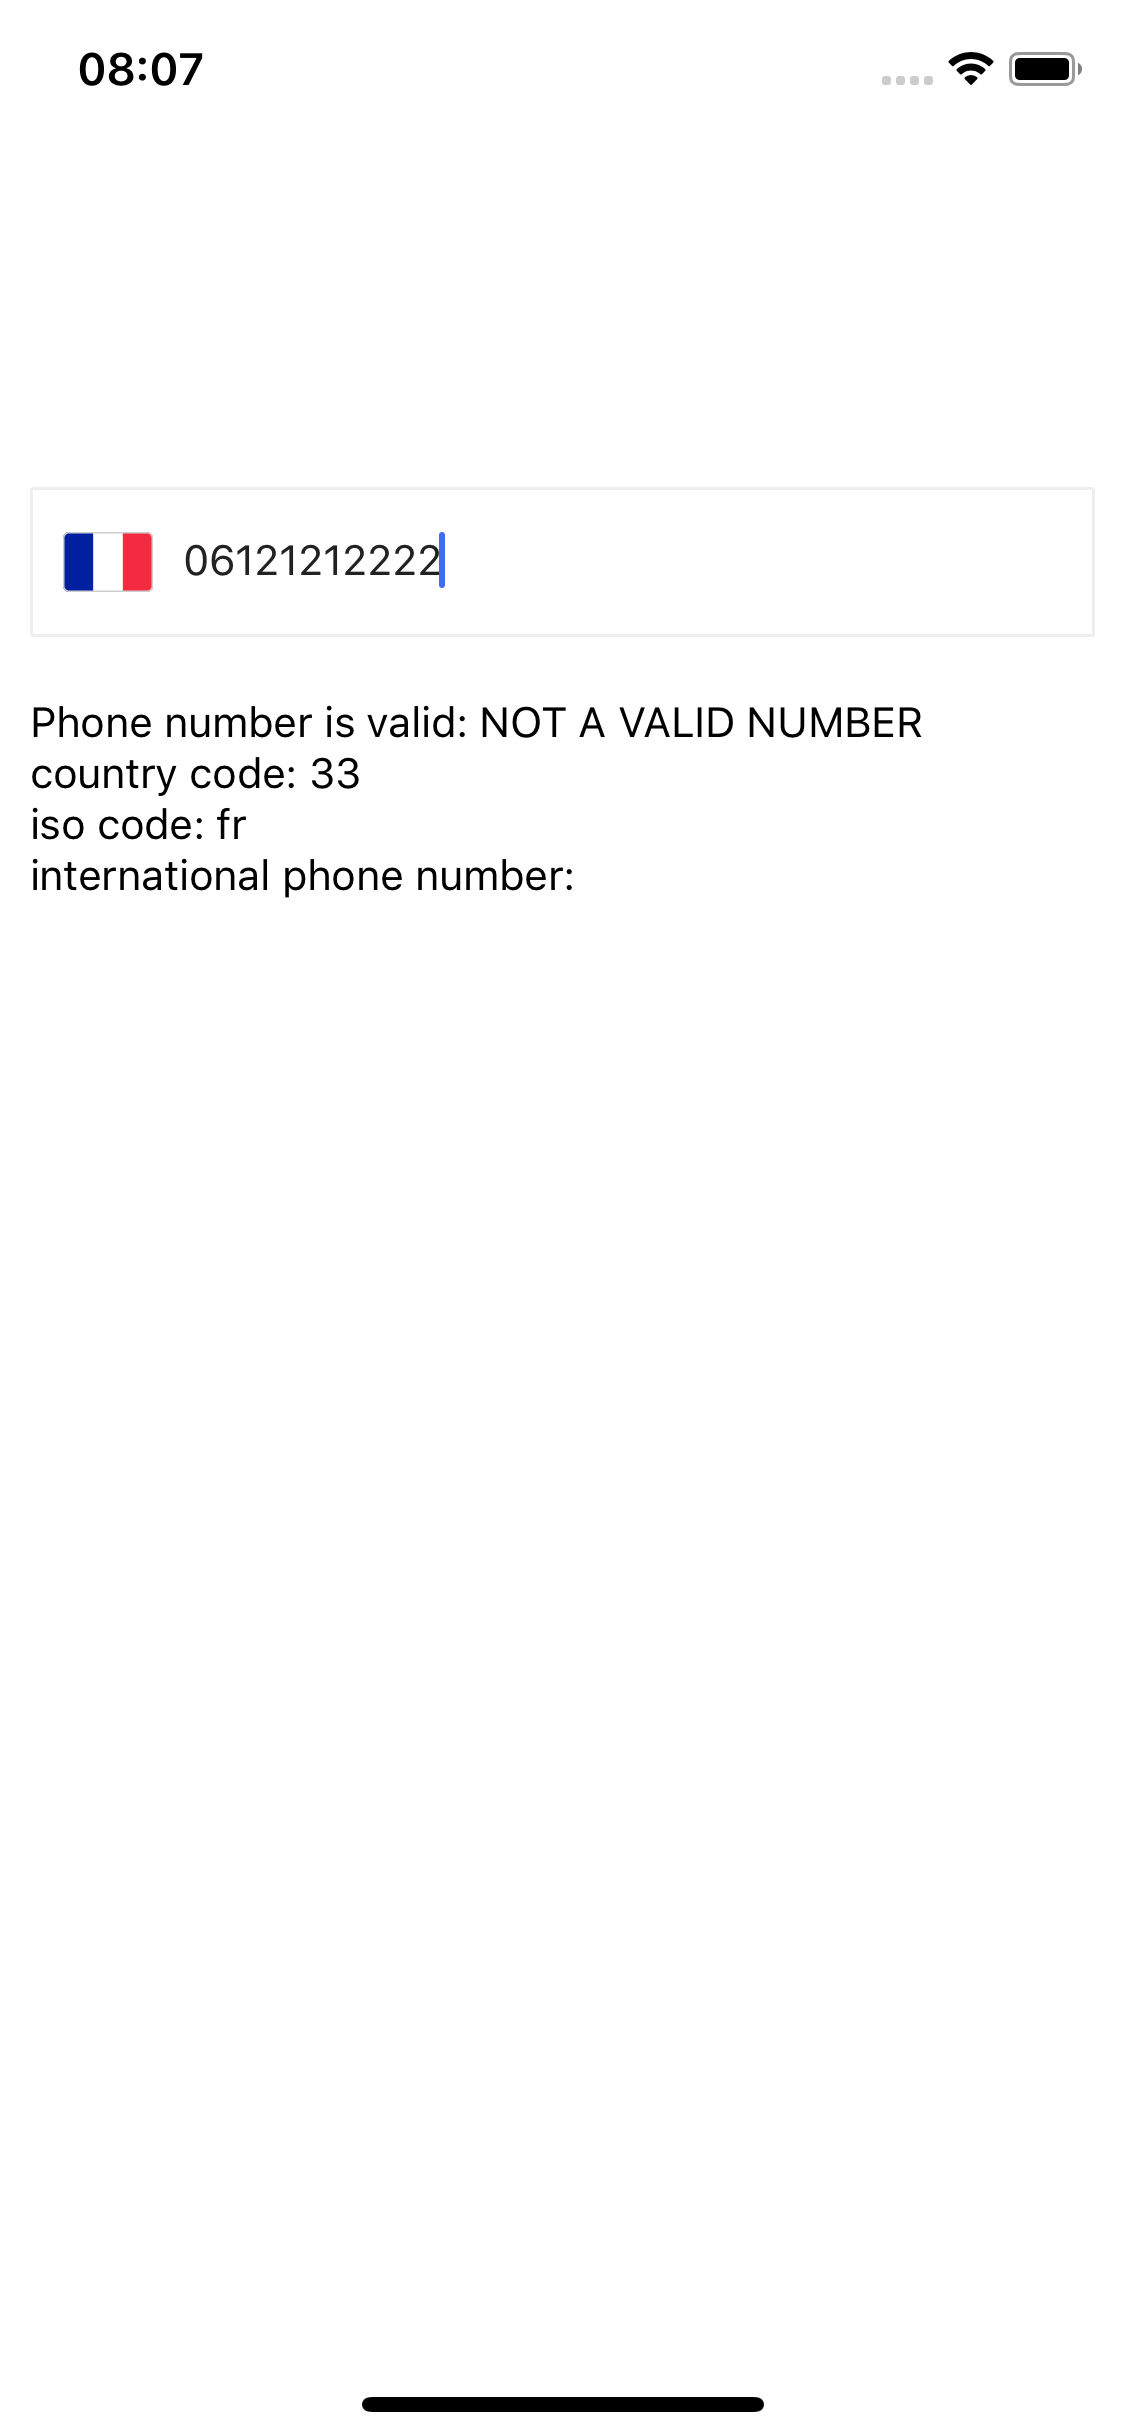 08:07
06121212222
Phone number is valid: NOT A VALID NUMBER
country code: 33
iso code: fr
international phone number: